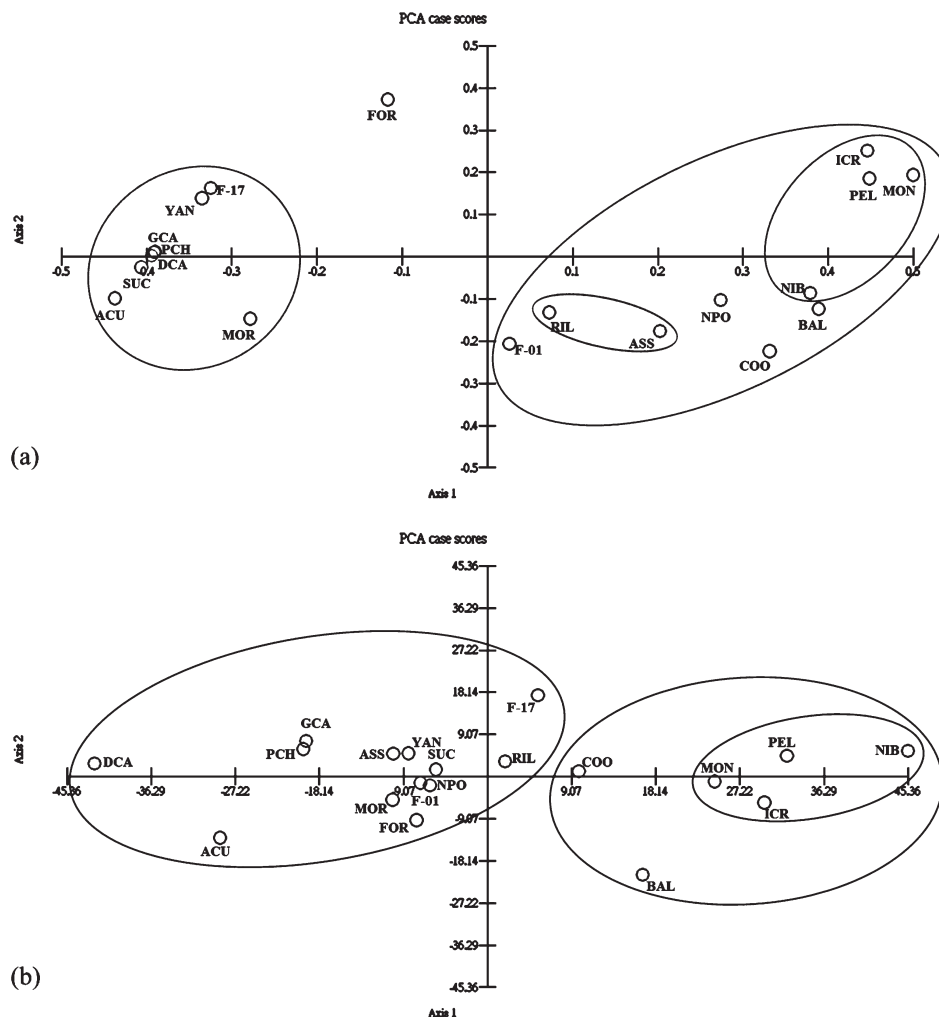 PCA case scores
0.5
0.4
FOR
0.3
ICR
0.2
F-17
PEL
MON
YAN
0.1
Axis 2
GCA
PCH
-0.5
-0.4
-0.3
-0.2
-0.1
0.1
0.2
0.3
0.4
0.5
DCA
SUC
NIB
-0.1
ACU
NPO
BAL
RIL
MOR
ASS
-0.2
F-01
COO
-0.3
-0.4
(a)
-0.5
Axis 1
PCA case scores
45.36
36.29
27.22
18.14
F-17
GCA
9.07
Axis 2
YAN
PEL
PCH
ASS
SUC
NIB
RIL
DCA
COO
MON
-45.36
-36.29
-27.22
-18.14
-9.07
NPO
9.07
18.14
27.22
36.29
45.36
F-01
MOR
-9.07
ICR
FOR
ACU
-18.14
BAL
-27.22
-36.29
(b)
-45.36
Axis 1